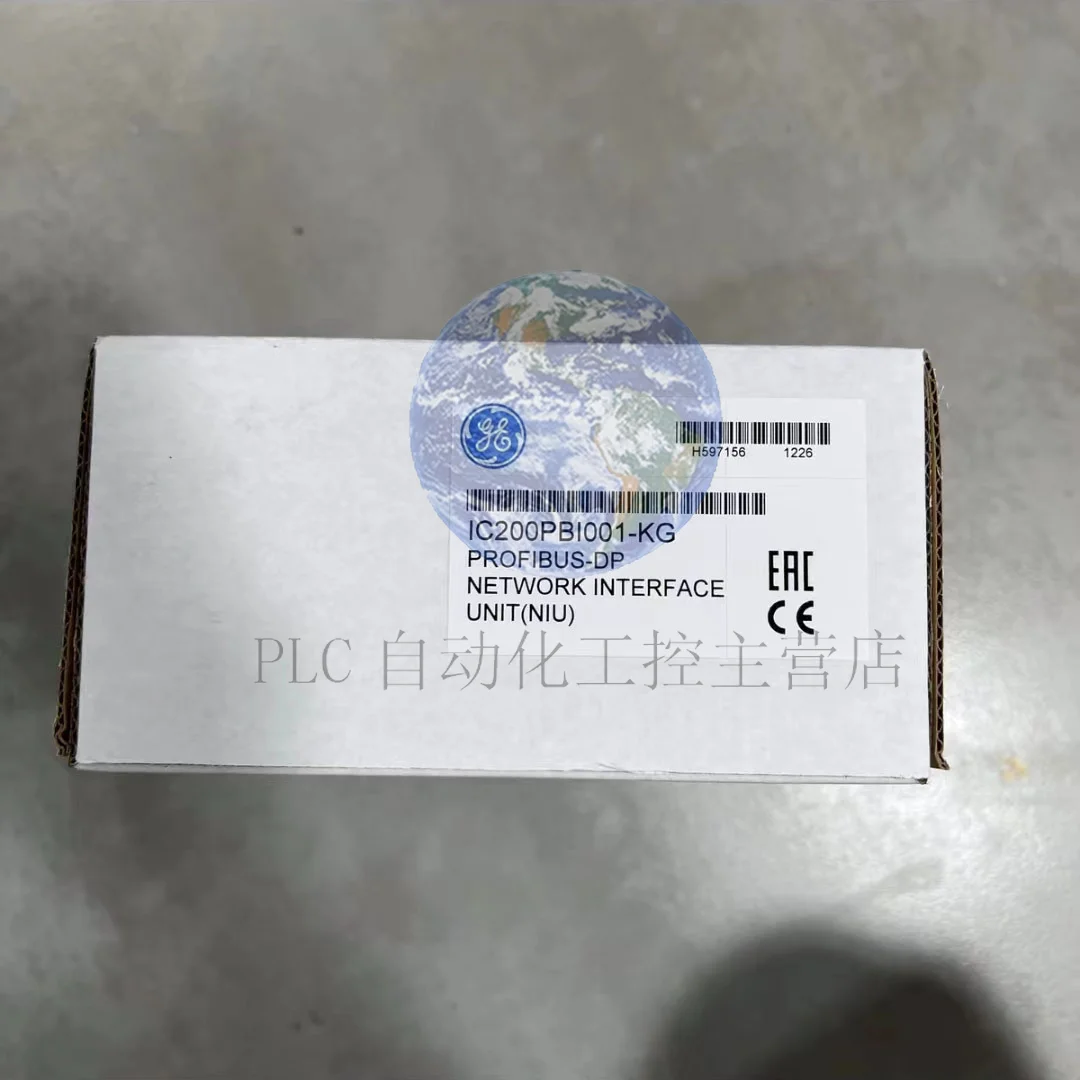 GE
H597156 1226
IC200PBI001-KG
PROFIBUS-DP
NETWORK INTERFACE
UNIT(NIU)
EAC
CE
PLC 自动化工控主营店